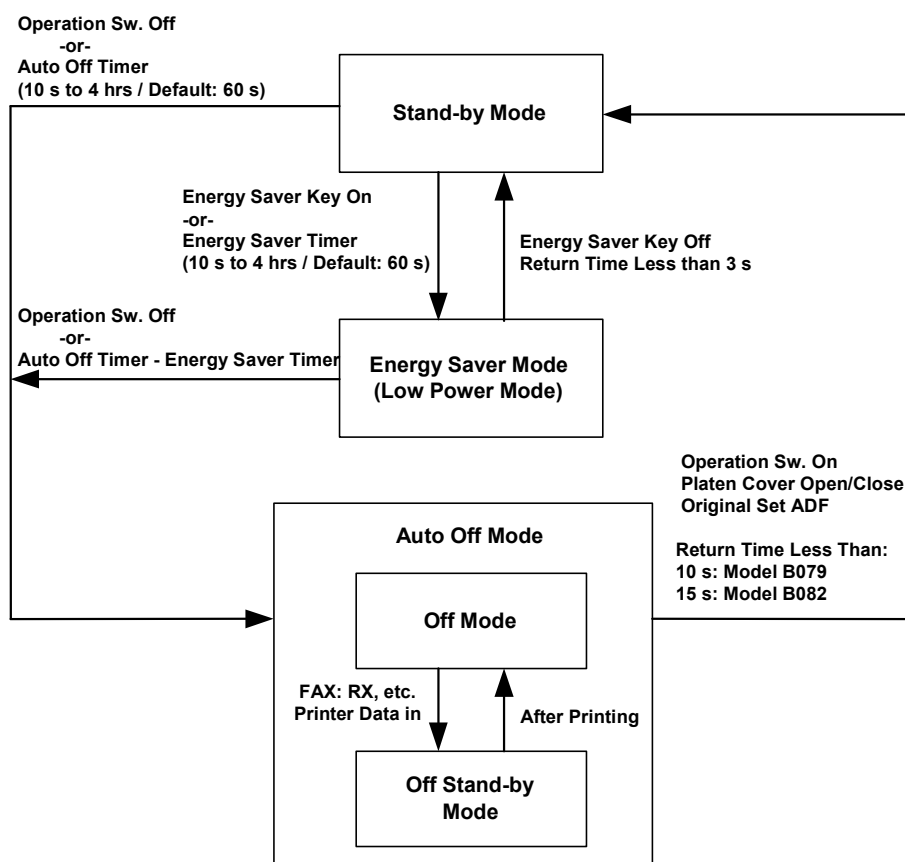 Operation Sw. Off
-or-
Auto Off Timer
(10 s to 4 hrs / Default: 60 s)
Stand-by Mode
Energy Saver Key On
-or-
Energy Saver Timer
(10 s to 4 hrs / Default: 60 s)
Energy Saver Key Off
Return Time Less than 3 s
Operation Sw. Off
-or-
Auto Off Timer - Energy Saver Timer
Energy Saver Mode
(Low Power Mode)
Operation Sw. On
Platen Cover Open/Close
Original Set ADF
Return Time Less Than:
10 s: Model B079
15 s: Model B082
Auto Off Mode
Off Mode
FAX: RX, etc.
Printer Data in
After Printing
Off Stand-by
Mode